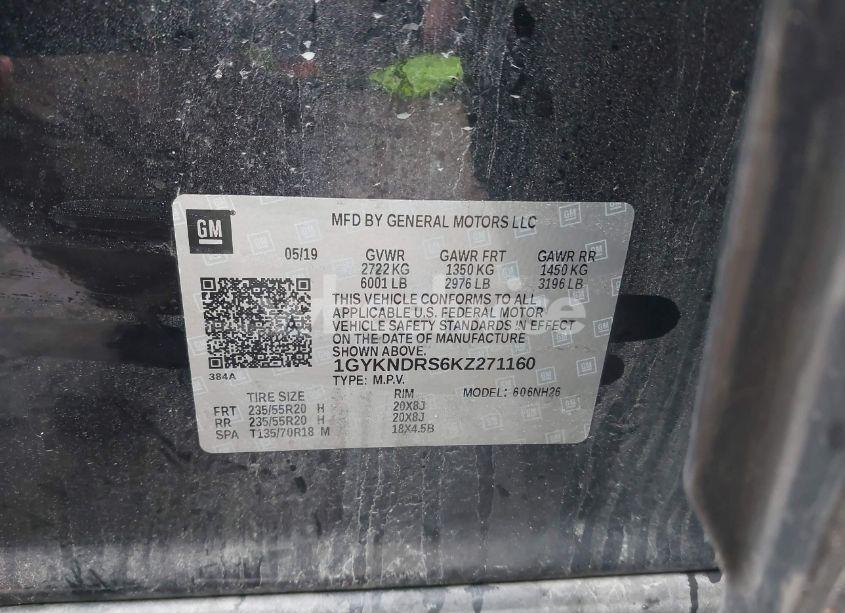 GM
MFD BY GENERAL MOTORS LLC
05/19 GVWR GAWR FRT GAWR RR
2722 KG 1350 KG 1450 KG
6001 LB 2976 LB 3196 LB
THIS VEHICLE CONFORMS TO ALL
APPLICABLE U.S. FEDERAL MOTOR
VEHICLE SAFETY STANDARDS IN EFFECT
ON THE DATE OF MANUFACTURE
SHOWN ABOVE.
384A
1GYKNDRS6KZ271160
TYPE: M.P.V. MODEL: 606NH26
TIRE SIZE RIM
FRT 235/55R20 H 20X8J
RR 235/55R20 H 20X8J
SPA T135/70R18 M 18X4.5B